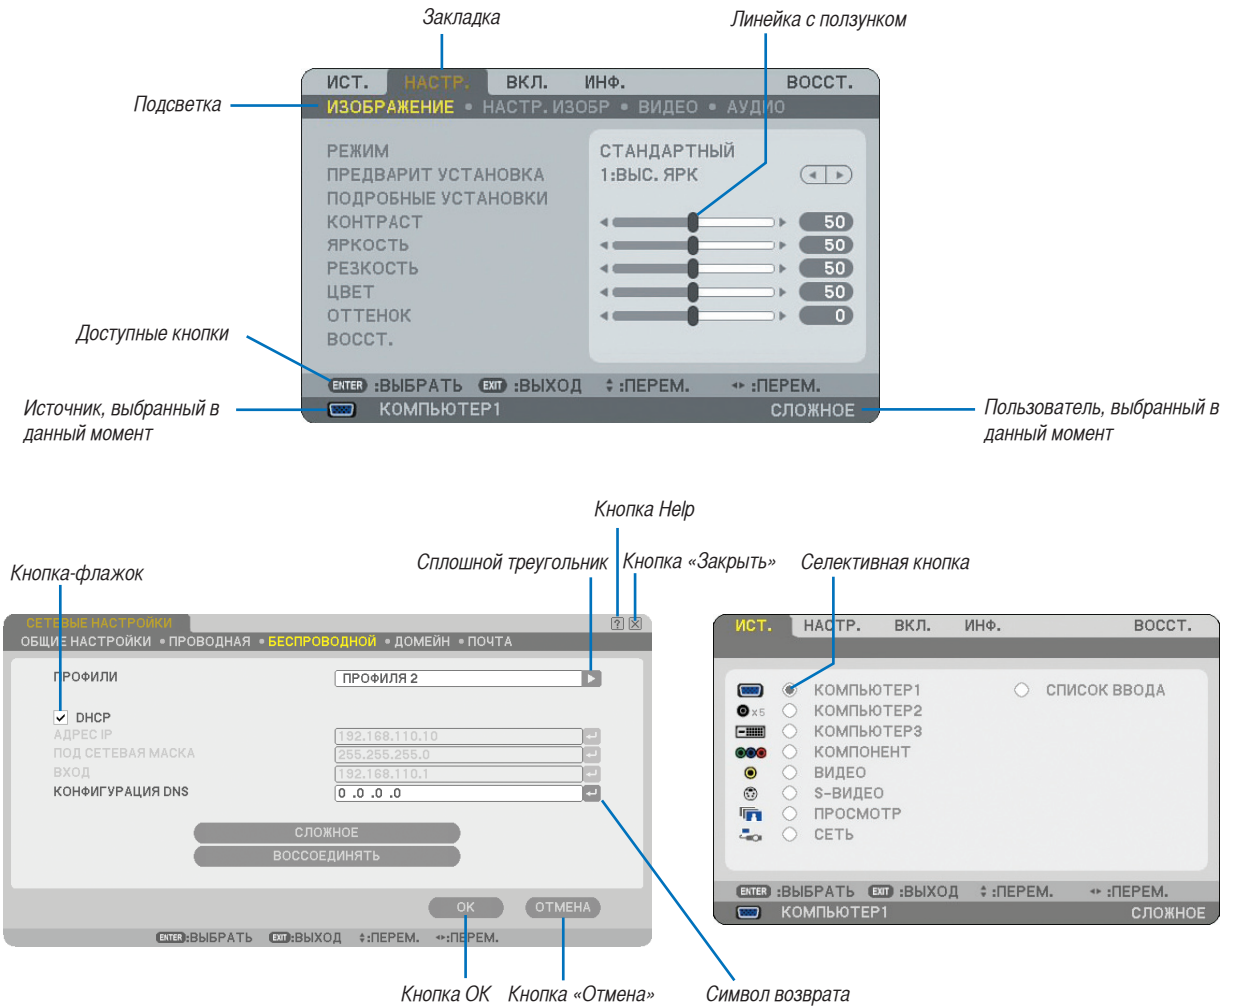 Закладка
Линейка с ползунком
Подсветка
ИСТ. НАСТР. ВКЛ. ИНФ. ВОССТ.
ИЗОБРАЖЕНИЕ • НАСТР. ИЗОБР • ВИДЕО • АУДИО
РЕЖИМ СТАНДАРТНЫЙ
ПРЕДВАРИТ УСТАНОВКА 1:ВЫС. ЯРК
ПОДРОБНЫЕ УСТАНОВКИ
КОНТРАСТ 50
ЯРКОСТЬ 50
РЕЗКОСТЬ 50
ЦВЕТ 50
ОТТЕНОК 0
ВОССТ.
Доступные кнопки
ENTER :ВЫБРАТЬ EXIT :ВЫХОД :ПЕРЕМ. :ПЕРЕМ.
КОМПЬЮТЕР1 СЛОЖНОЕ
Источник, выбранный в
данный момент
Пользователь, выбранный в
данный момент
Кнопка Help
Кнопка-флажок
Сплошной треугольник
Кнопка «Закрыть»
Селективная кнопка
СЕТЕВЫЕ НАСТРОЙКИ ?
ОБЩИЕ НАСТРОЙКИ • ПРОВОДНАЯ • БЕСПРОВОДНОЙ • ДОМЕЙН • ПОЧТА
ПРОФИЛИ ПРОФИЛЯ 2
DHCP
АДРЕС IP 192.168.110.10
ПОД СЕТЕВАЯ МАСКА 255.255.255.0
ВХОД 192.168.110.1
КОНФИГУРАЦИЯ DNS 0 .0 .0 .0
СЛОЖНОЕ
ВОССОЕДИНЯТЬ
OK ОТМЕНА
ENTER:ВЫБРАТЬ EXIT:ВЫХОД :ПЕРЕМ. :ПЕРЕМ.
ИСТ. НАСТР. ВКЛ. ИНФ. ВОССТ.
КОМПЬЮТЕР1 СПИСОК ВВОДА
x5 КОМПЬЮТЕР2
КОМПЬЮТЕР3
КОМПОНЕНТ
ВИДЕО
S-ВИДЕО
ПРОСМОТР
СЕТЬ
ENTER :ВЫБРАТЬ EXIT :ВЫХОД :ПЕРЕМ. :ПЕРЕМ.
КОМПЬЮТЕР1 СЛОЖНОЕ
Кнопка ОК
Кнопка «Отмена»
Символ возврата